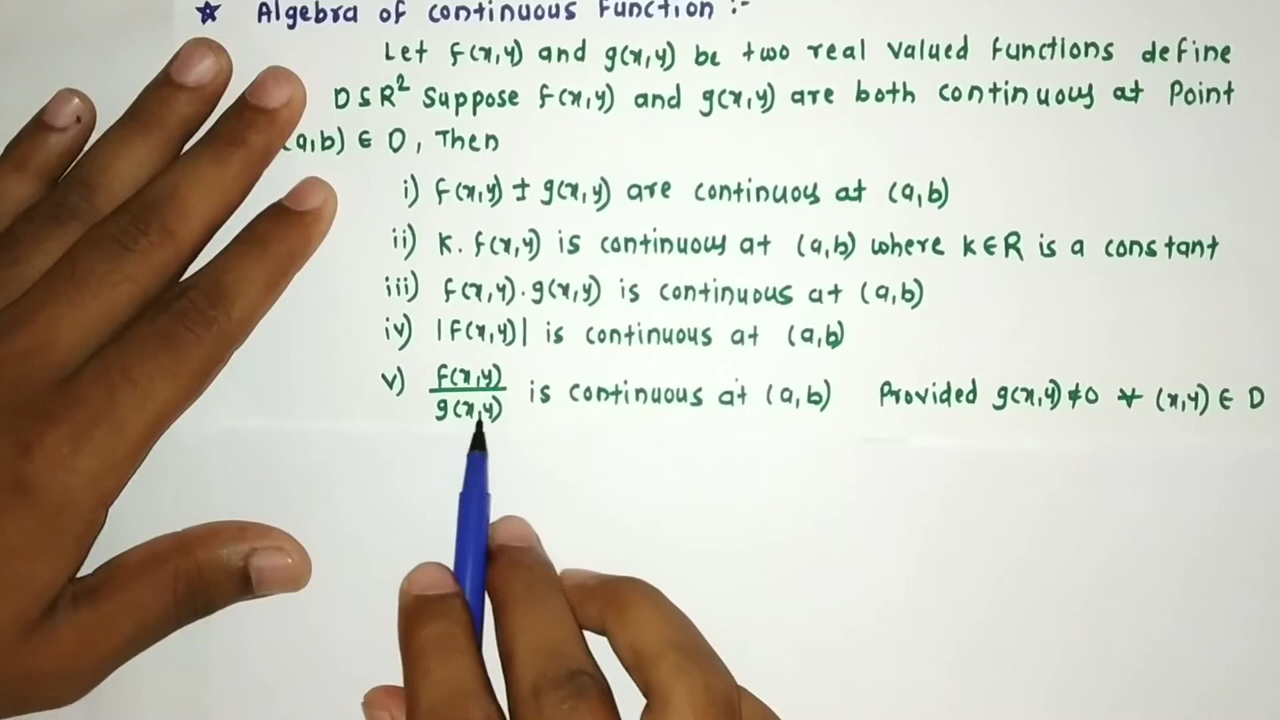 ☆ Algebra of continuous Function :-
Let f(x,y) and g(x,y) be two real valued functions define
D ⊆ R² Suppose f(x,y) and g(x,y) are both continuous at Point
(a,b) ∈ D, Then
i) f(x,y) ± g(x,y) are continuous at (a,b)
ii) K. f(x,y) is continuous at (a,b) where K∈R is a constant
iii) f(x,y)·g(x,y) is continuous at (a,b)
iv) |f(x,y)| is continuous at (a,b)
v) f(x,y)/g(x,y) is continuous at (a,b) Provided g(x,y)≠0 ∀ (x,y) ∈ D